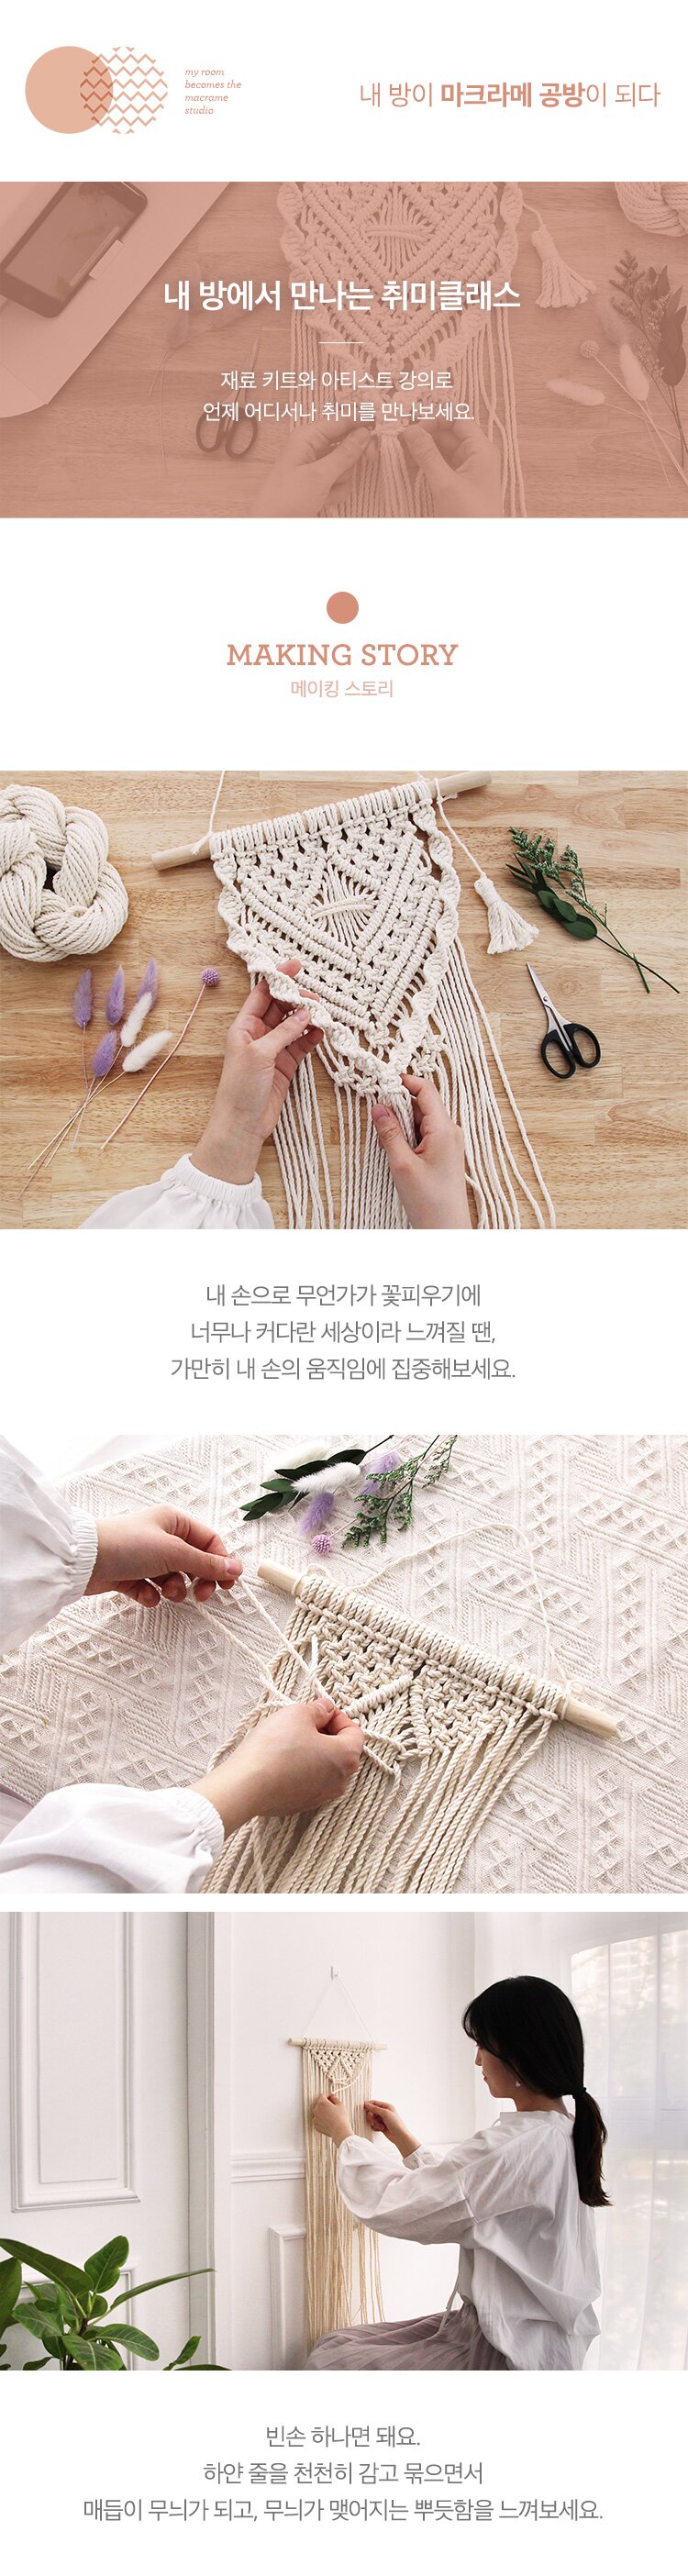 my room
becomes the
macrame
studio
내 방이 마크라메 공방이 되다
내 방에서 만나는 취미클래스
재료 키트와 아티스트 강의로
언제 어디서나 취미를 만나보세요.
MAKING STORY
메이킹 스토리
내 손으로 무언가가 꽃피우기에
너무나 커다란 세상이라 느껴질 땐,
가만히 내 손의 움직임에 집중해보세요.
빈손 하나면 돼요.
하얀 줄을 천천히 감고 묶으면서
매듭이 무늬가 되고, 무늬가 맺어지는 뿌듯함을 느껴보세요.